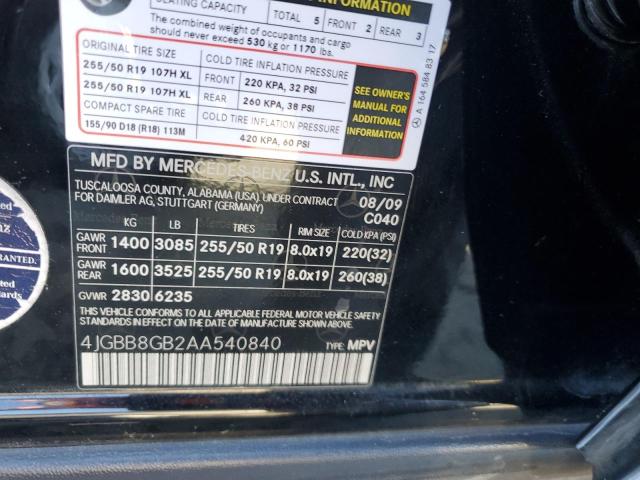 INFORMATION
SEATING CAPACITY TOTAL 5 FRONT 2 REAR 3
The combined weight of occupants and cargo
should never exceed 530 kg or 1170 lbs.
ORIGINAL TIRE SIZE COLD TIRE INFLATION PRESSURE
255/50 R19 107H XL FRONT 220 KPA, 32 PSI
255/50 R19 107H XL REAR 260 KPA, 38 PSI
COMPACT SPARE TIRE COLD TIRE INFLATION PRESSURE
155/90 D18 (R18) 113M 420 KPA, 60 PSI
SEE OWNER'S
MANUAL FOR
ADDITIONAL
INFORMATION
A 164 584 83 17
MFD BY MERCEDES-BENZ U.S. INTL., INC
TUSCALOOSA COUNTY, ALABAMA (USA), UNDER CONTRACT 08/09
FOR DAIMLER AG, STUTTGART (GERMANY) C040
KG LB TIRES RIM SIZE COLD KPA (PSI)
GAWR FRONT 1400 3085 255/50 R19 8.0x19 220(32)
GAWR REAR 1600 3525 255/50 R19 8.0x19 260(38)
GVWR 2830 6235
THIS VEHICLE CONFORMS TO ALL APPLICABLE FEDERAL MOTOR VEHICLE
SAFETY STANDARDS IN EFFECT ON THE DATE OF MANUFACTURE SHOWN ABOVE.
4JGBB8GB2AA540840 TYPE: MPV